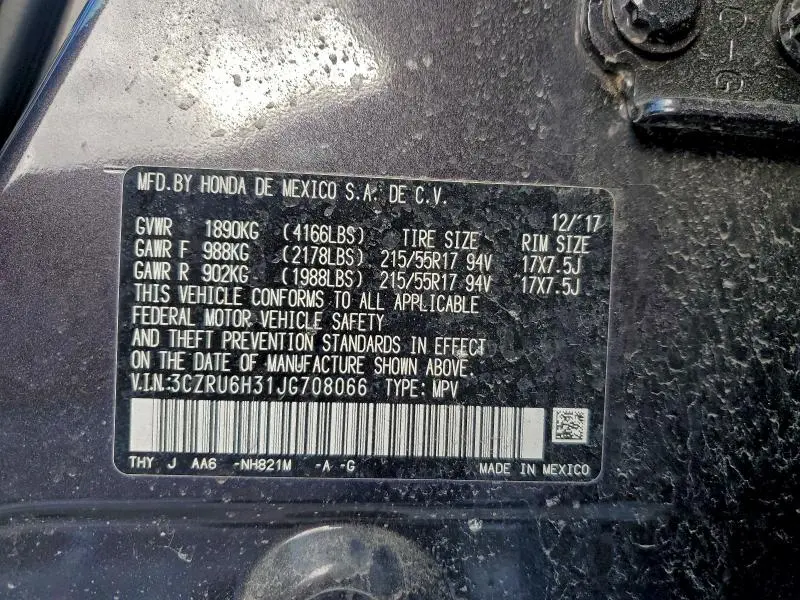 C-G
MFD.BY HONDA DE MEXICO S.A. DE C.V.
12/'17
GVWR 1890KG (4166LBS) TIRE SIZE RIM SIZE
GAWR F 988KG (2178LBS) 215/55R17 94V 17X7.5J
GAWR R 902KG (1988LBS) 215/55R17 94V 17X7.5J
THIS VEHICLE CONFORMS TO ALL APPLICABLE
FEDERAL MOTOR VEHICLE SAFETY
AND THEFT PREVENTION STANDARDS IN EFFECT
ON THE DATE OF MANUFACTURE SHOWN ABOVE.
V.I.N.:3CZRU6H31JG708066 TYPE: MPV
THY J AA6 -NH821M -A -G MADE IN MEXICO